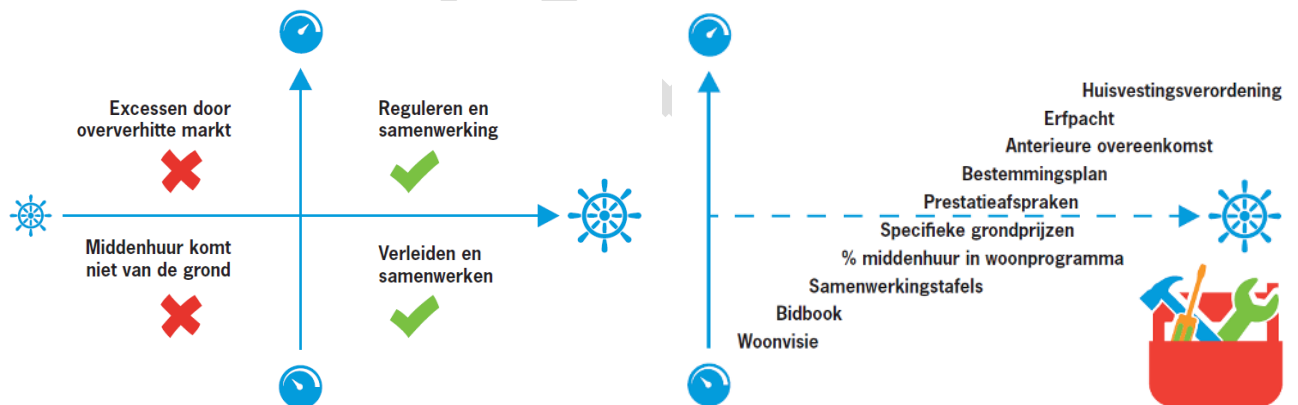 Excessen door
oververhitte markt
Reguleren en
samenwerking
Middenhuur komt
niet van de grond
Verleiden en
samenwerken
Huisvestingsverordening
Erfpacht
Anterieure overeenkomst
Bestemmingsplan
Prestatieafspraken
Specifieke grondprijzen
% middenhuur in woonprogramma
Samenwerkingstafels
Bidbook
Woonvisie